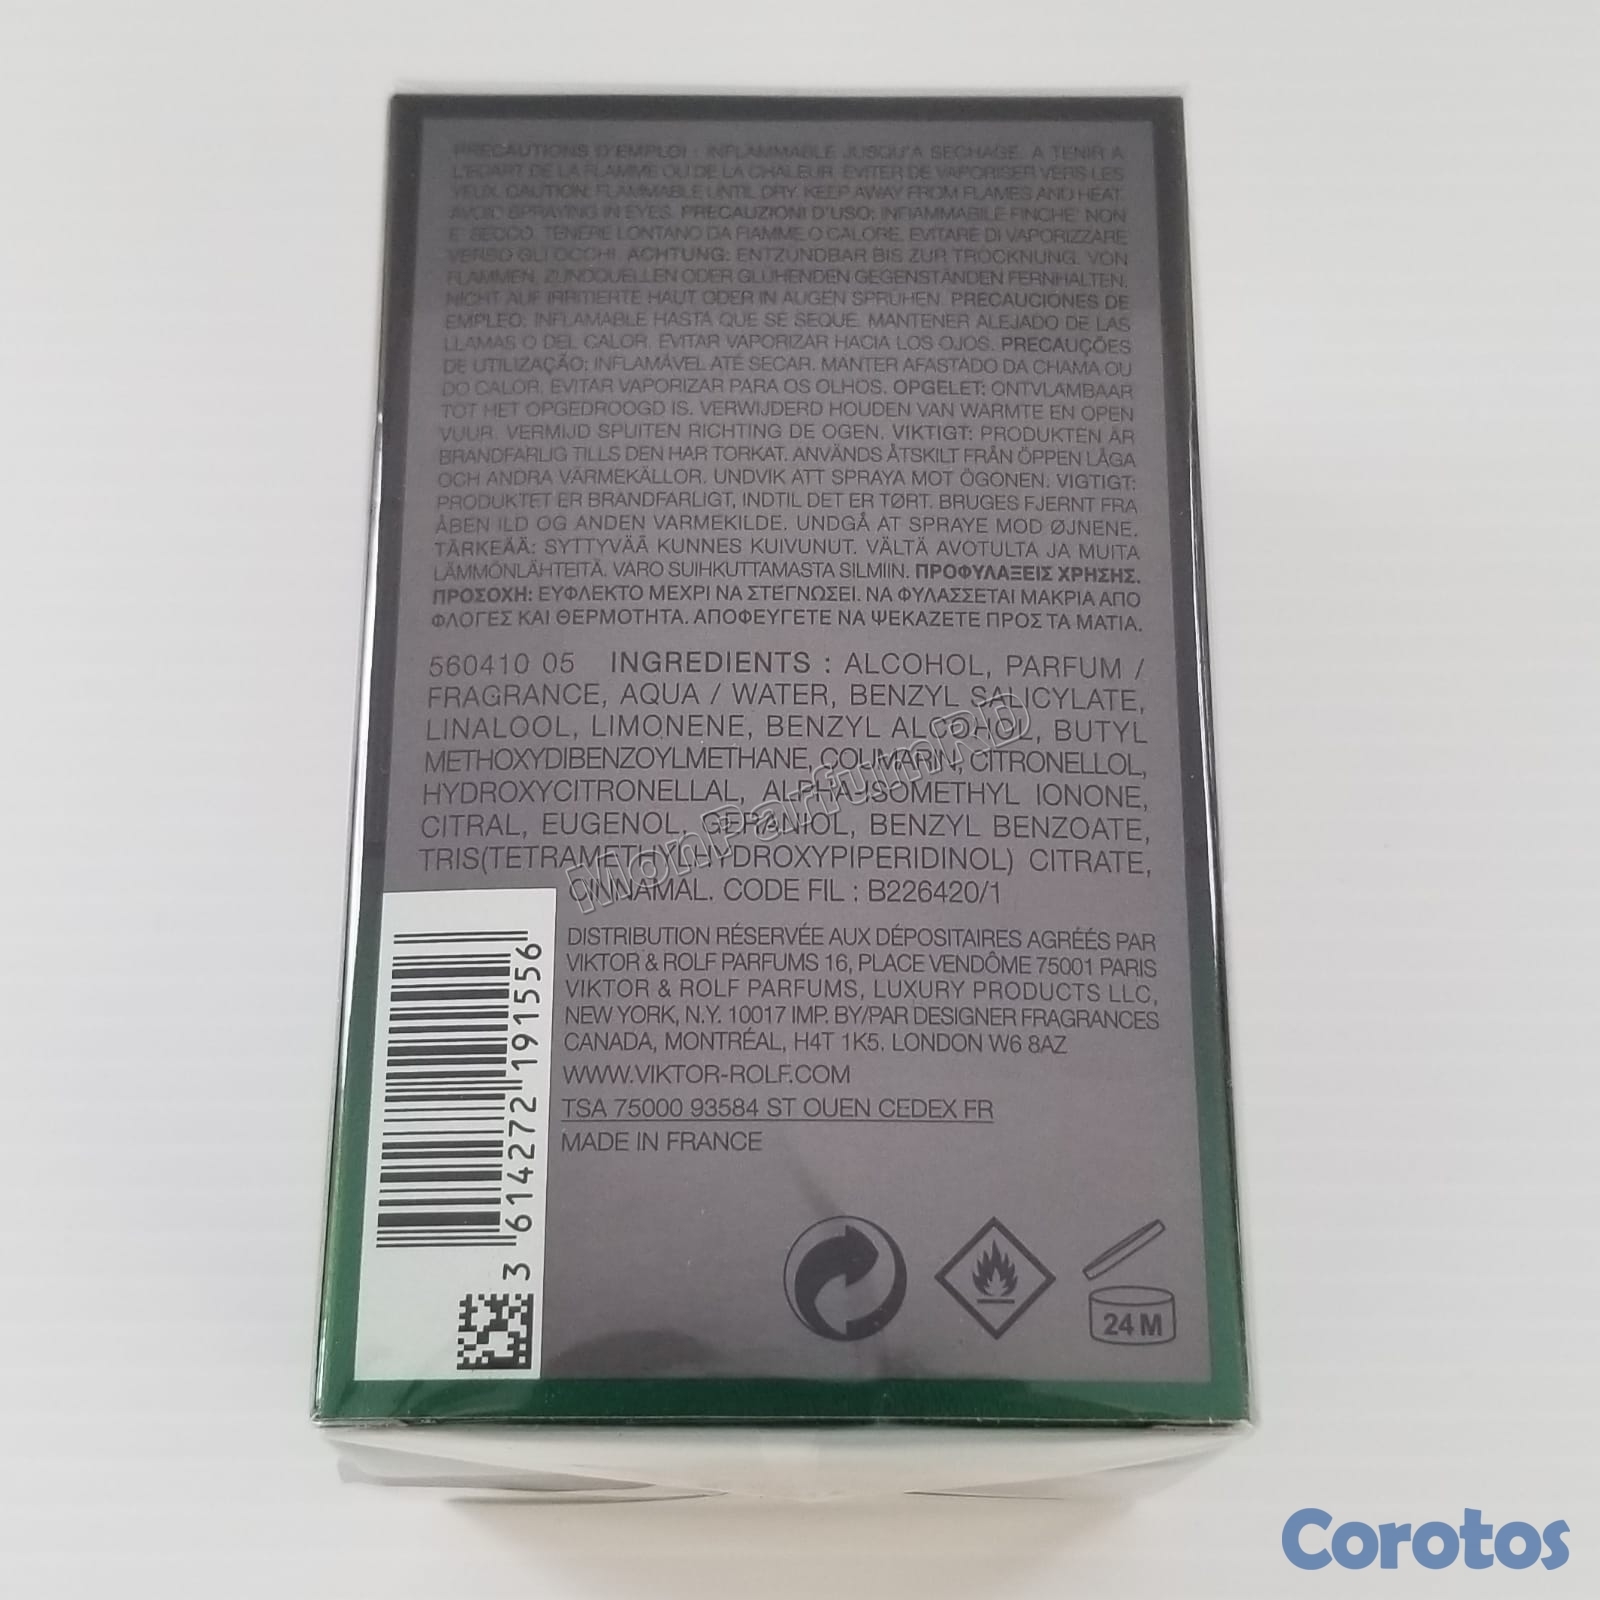 PRECAUTIONS D'EMPLOI : INFLAMMABLE JUSQU'A SECHAGE. A TENIR A
L'ECART DE LA FLAMME OU DE LA CHALEUR. EVITER DE VAPORISER VERS LES
YEUX. CAUTION: FLAMMABLE UNTIL DRY. KEEP AWAY FROM FLAMES AND HEAT.
AVOID SPRAYING IN EYES. PRECAUZIONI D'USO: INFIAMMABILE FINCHE' NON
E' SECCO. TENERE LONTANO DA FIAMME O CALORE. EVITARE DI VAPORIZZARE
VERSO GLI OCCHI. ACHTUNG: ENTZÜNDBAR BIS ZUR TROCKNUNG. VON
FLAMMEN, ZÜNDQUELLEN ODER GLÜHENDEN GEGENSTÄNDEN FERNHALTEN.
NICHT AUF IRRITIERTE HAUT ODER IN AUGEN SPRÜHEN. PRECAUCIONES DE
EMPLEO: INFLAMABLE HASTA QUE SE SEQUE. MANTENER ALEJADO DE LAS
LLAMAS O DEL CALOR. EVITAR VAPORIZAR HACIA LOS OJOS. PRECAUÇÕES
DE UTILIZAÇÃO: INFLAMÁVEL ATÉ SECAR. MANTER AFASTADO DA CHAMA OU
DO CALOR. EVITAR VAPORIZAR PARA OS OLHOS. OPGELET: ONTVLAMBAAR
TOT HET OPGEDROOGD IS. VERWIJDERD HOUDEN VAN WARMTE EN OPEN
VUUR. VERMIJD SPUITEN RICHTING DE OGEN. VIKTIGT: PRODUKTEN ÄR
BRANDFARLIG TILLS DEN HAR TORKAT. ANVÄNDS ÅTSKILT FRÅN ÖPPEN LÅGA
OCH ANDRA VÄRMEKÄLLOR. UNDVIK ATT SPRAYA MOT ÖGONEN. VIGTIGT:
PRODUKTET ER BRANDFARLIGT, INDTIL DET ER TØRT. BRUGES FJERNT FRA
ÅBEN ILD OG ANDEN VARMEKILDE. UNDGÅ AT SPRAYE MOD ØJNENE.
TÄRKEÄÄ: SYTTYVÄÄ KUNNES KUIVUNUT. VÄLTÄ AVOTULTA JA MUITA
LÄMMÖNLÄHTEITÄ. VARO SUIHKUTTAMASTA SILMIIN. ΠΡΟΦΥΛΑΞΕΙΣ ΧΡΗΣΗΣ.
ΠΡΟΣΟΧΗ: ΕΥΦΛΕΚΤΟ ΜΕΧΡΙ ΝΑ ΣΤΕΓΝΩΣΕΙ. ΝΑ ΦΥΛΑΣΣΕΤΑΙ ΜΑΚΡΙΑ ΑΠΟ
ΦΛΟΓΕΣ ΚΑΙ ΘΕΡΜΟΤΗΤΑ. ΑΠΟΦΕΥΓΕΤΕ ΝΑ ΨΕΚΑΖΕΤΕ ΠΡΟΣ ΤΑ ΜΑΤΙΑ.
560410 05 INGREDIENTS : ALCOHOL, PARFUM /
FRAGRANCE, AQUA / WATER, BENZYL SALICYLATE,
LINALOOL, LIMONENE, BENZYL ALCOHOL, BUTYL
METHOXYDIBENZOYLMETHANE, COUMARIN, CITRONELLOL,
HYDROXYCITRONELLAL, ALPHA-ISOMETHYL IONONE,
CITRAL, EUGENOL, GERANIOL, BENZYL BENZOATE,
TRIS(TETRAMETHYLHYDROXYPIPERIDINOL) CITRATE,
CINNAMAL. CODE FIL : B226420/1
MonParfumRD
DISTRIBUTION RÉSERVÉE AUX DÉPOSITAIRES AGRÉÉS PAR
VIKTOR & ROLF PARFUMS 16, PLACE VENDÔME 75001 PARIS
VIKTOR & ROLF PARFUMS, LUXURY PRODUCTS LLC,
NEW YORK, N.Y. 10017 IMP. BY/PAR DESIGNER FRAGRANCES
CANADA, MONTRÉAL, H4T 1K5. LONDON W6 8AZ
WWW.VIKTOR-ROLF.COM
TSA 75000 93584 ST OUEN CEDEX FR
MADE IN FRANCE
3 614272 191556
24 M
Corotos